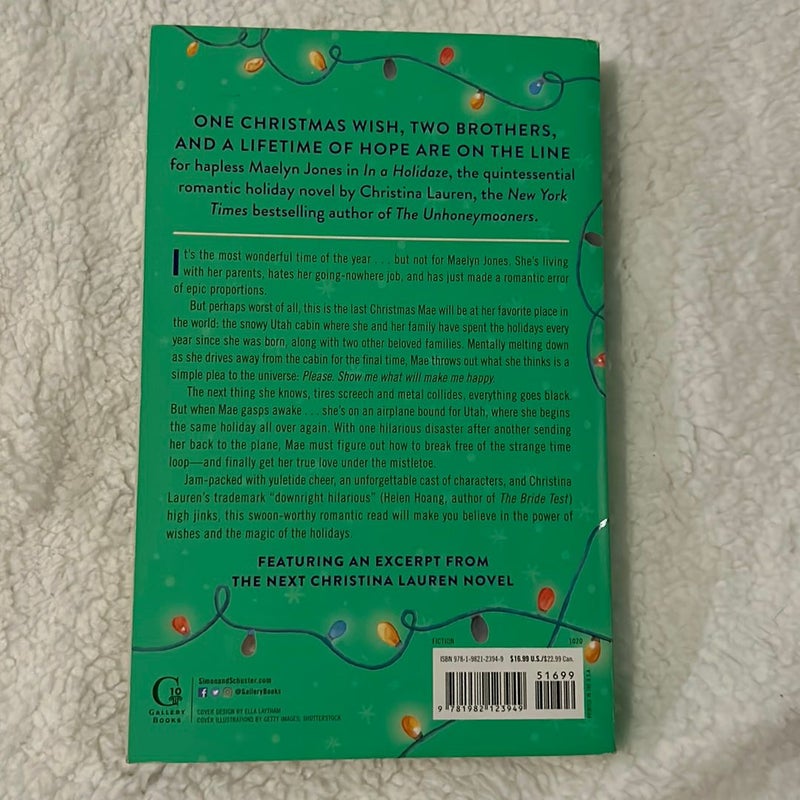 ONE CHRISTMAS WISH, TWO BROTHERS,
AND A LIFETIME OF HOPE ARE ON THE LINE
for hapless Maelyn Jones in In a Holidaze, the quintessential
romantic holiday novel by Christina Lauren, the New York
Times bestselling author of The Unhoneymooners.
It's the most wonderful time of the year . . . but not for Maelyn Jones. She's living
with her parents, hates her going-nowhere job, and has just made a romantic error
of epic proportions.
But perhaps worst of all, this is the last Christmas Mae will be at her favorite place in
the world: the snowy Utah cabin where she and her family have spent the holidays every
year since she was born, along with two other beloved families. Mentally melting down
as she drives away from the cabin for the final time, Mae throws out what she thinks is a
simple plea to the universe: Please. Show me what will make me happy.
The next thing she knows, tires screech and metal collides, everything goes black.
But when Mae gasps awake . . . she's on an airplane bound for Utah, where she begins
the same holiday all over again. With one hilarious disaster after another sending
her back to the plane, Mae must figure out how to break free of the strange time
loop—and finally get her true love under the mistletoe.
Jam-packed with yuletide cheer, an unforgettable cast of characters, and Christina
Lauren's trademark "downright hilarious" (Helen Hoang, author of The Bride Test)
high jinks, this swoon-worthy romantic read will make you believe in the power of
wishes and the magic of the holidays.
FEATURING AN EXCERPT FROM
THE NEXT CHRISTINA LAUREN NOVEL
FICTION 1020
ISBN 978-1-9821-2394-9 $16.99 U.S./$22.99 Can.
51699
9 781982 123949
G10
GALLERY
BOOKS
SimonandSchuster.com
@GalleryBooks
COVER DESIGN BY ELLA LAYTHAM
COVER ILLUSTRATIONS BY GETTY IMAGES; SHUTTERSTOCK